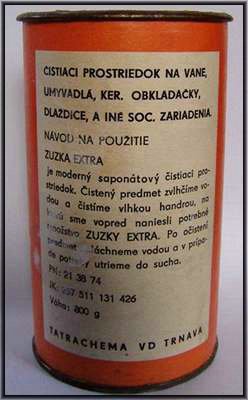 ČISTIACI PROSTRIEDOK NA VANE,
UMÝVADLÁ, KER. OBKLADAČKY,
DLAŽDICE, A INÉ SOC. ZARIADENIA.
NÁVOD NA POUŽITIE
ZUZKA EXTRA
je moderný saponátový čistiaci pro-
striedok. Čistený predmet zvlhčíme vo-
dou a čistíme vlhkou handrou, na
ktorú sme vopred naniesli potrebné
množstvo ZUZKY EXTRA. Po očistení
predmet opláchneme vodou a v prípa-
de potreby utrieme do sucha.
PN: 21 38 74
JK: 511 131 426
Váha: 800 g
TATRACHEMA VD TRNAVA